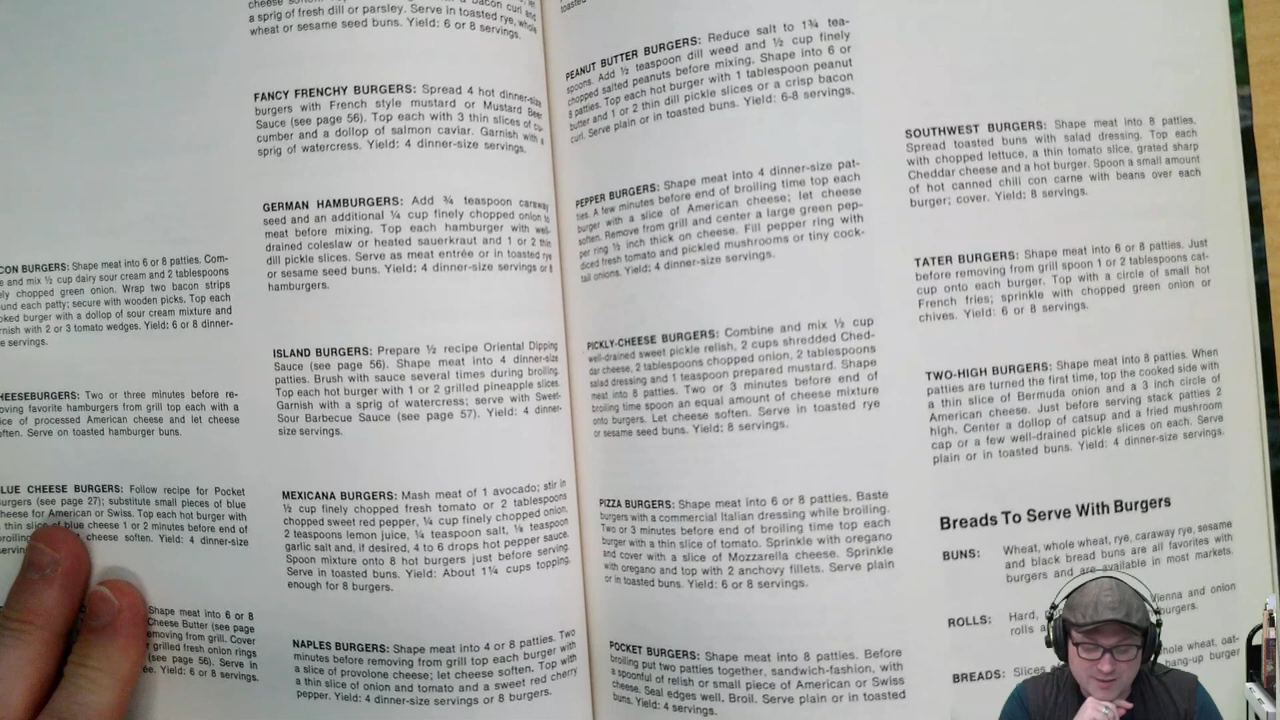 cheese soften. Top with a bacon curl and
a sprig of fresh dill or parsley. Serve in toasted rye, whole
wheat or sesame seed buns. Yield: 6 or 8 servings.
FANCY FRENCHY BURGERS: Spread 4 hot dinner-size
burgers with French style mustard or Mustard Beer
Sauce (see page 56). Top each with 3 thin slices of cu-
cumber and a dollop of salmon caviar. Garnish with a
sprig of watercress. Yield: 4 dinner-size servings.
GERMAN HAMBURGERS: Add ¾ teaspoon caraway
seed and an additional ¼ cup finely chopped onion to
meat before mixing. Top each hamburger with well-
drained coleslaw or heated sauerkraut and 1 or 2 thin
dill pickle slices. Serve as meat entrée or in toasted rye
or sesame seed buns. Yield: 4 dinner-size servings or 8
hamburgers.
CON BURGERS: Shape meat into 6 or 8 patties. Com-
e and mix ½ cup dairy sour cream and 2 tablespoons
ely chopped green onion. Wrap two bacon strips
ound each patty; secure with wooden picks. Top each
oked burger with a dollop of sour cream mixture and
rnish with 2 or 3 tomato wedges. Yield: 6 or 8 dinner-
e servings.
ISLAND BURGERS: Prepare ½ recipe Oriental Dipping
Sauce (see page 56). Shape meat into 4 dinner-size
patties. Brush with sauce several times during broiling.
Top each hot burger with 1 or 2 grilled pineapple slices.
Garnish with a sprig of watercress; serve with Sweet-
Sour Barbecue Sauce (see page 57). Yield: 4 dinner-
size servings.
HEESEBURGERS: Two or three minutes before re-
oving favorite hamburgers from grill top each with a
ice of processed American cheese and let cheese
ften. Serve on toasted hamburger buns.
LUE CHEESE BURGERS: Follow recipe for Pocket
urgers (see page 27); substitute small pieces of blue
heese for American or Swiss. Top each hot burger with
thin slice of blue cheese 1 or 2 minutes before end of
broiling cheese soften. Yield: 4 dinner-size
servin
MEXICANA BURGERS: Mash meat of 1 avocado; stir in
½ cup finely chopped fresh tomato or 2 tablespoons
chopped sweet red pepper, ¼ cup finely chopped onion,
2 teaspoons lemon juice, ¼ teaspoon salt, ⅛ teaspoon
garlic salt and, if desired, 4 to 6 drops hot pepper sauce.
Spoon mixture onto 8 hot burgers just before serving.
Serve in toasted buns. Yield: About 1¼ cups topping,
enough for 8 burgers.
Shape meat into 6 or 8
Cheese Butter (see page
emoving from grill. Cover
r grilled fresh onion rings
(see page 56). Serve in
ée. Yield: 6 or 8 servings.
NAPLES BURGERS: Shape meat into 4 or 8 patties. Two
minutes before removing from grill top each burger with
a slice of provolone cheese; let cheese soften. Top with
a thin slice of onion and tomato and a sweet red cherry
pepper. Yield: 4 dinner-size servings or 8 burgers.
toasted
PEANUT BUTTER BURGERS: Reduce salt to 1¾ tea-
spoons. Add ½ teaspoon dill weed and ½ cup finely
chopped salted peanuts before mixing. Shape into 6 or
8 patties. Top each hot burger with 1 tablespoon peanut
butter and 1 or 2 thin dill pickle slices or a crisp bacon
curl. Serve plain or in toasted buns. Yield: 6-8 servings.
PEPPER BURGERS: Shape meat into 4 dinner-size pat-
ties. A few minutes before end of broiling time top each
burger with a slice of American cheese; let cheese
soften. Remove from grill and center a large green pep-
per ring ½ inch thick on cheese. Fill pepper ring with
diced fresh tomato and pickled mushrooms or tiny cock-
tail onions. Yield: 4 dinner-size servings.
PICKLY-CHEESE BURGERS: Combine and mix ½ cup
well-drained sweet pickle relish, 2 cups shredded Ched-
dar cheese, 2 tablespoons chopped onion, 2 tablespoons
salad dressing and 1 teaspoon prepared mustard. Shape
meat into 8 patties. Two or 3 minutes before end of
broiling time spoon an equal amount of cheese mixture
onto burgers. Let cheese soften. Serve in toasted rye
or sesame seed buns. Yield: 8 servings.
PIZZA BURGERS: Shape meat into 6 or 8 patties. Baste
burgers with a commercial Italian dressing while broiling.
Two or 3 minutes before end of broiling time top each
burger with a thin slice of tomato. Sprinkle with oregano
and cover with a slice of Mozzarella cheese. Sprinkle
with oregano and top with 2 anchovy fillets. Serve plain
or in toasted buns. Yield: 6 or 8 servings.
POCKET BURGERS: Shape meat into 8 patties. Before
broiling put two patties together, sandwich-fashion, with
a spoonful of relish or small piece of American or Swiss
cheese. Seal edges well. Broil. Serve plain or in toasted
buns. Yield: 4 servings.
SOUTHWEST BURGERS: Shape meat into 8 patties.
Spread toasted buns with salad dressing. Top each
with chopped lettuce, a thin tomato slice, grated sharp
Cheddar cheese and a hot burger. Spoon a small amount
of hot canned chili con carne with beans over each
burger; cover. Yield: 8 servings.
TATER BURGERS: Shape meat into 6 or 8 patties. Just
before removing from grill spoon 1 or 2 tablespoons cat-
cup onto each burger. Top with a circle of small hot
French fries; sprinkle with chopped green onion or
chives. Yield: 6 or 8 servings.
TWO-HIGH BURGERS: Shape meat into 8 patties. When
patties are turned the first time, top the cooked side with
a thin slice of Bermuda onion and a 3 inch circle of
American cheese. Just before serving stack patties 2
high. Center a dollop of catsup and a fried mushroom
cap or a few well-drained pickle slices on each. Serve
plain or in toasted buns. Yield: 4 dinner-size servings.
Breads To Serve With Burgers
BUNS: Wheat, whole wheat, rye, caraway rye, sesame
and black bread buns are all favorites with
burgers and are available in most markets.
ROLLS: Hard, Vienna and onion
rolls a burgers.
BREADS: Slices hole wheat, oat-
hang-up burger